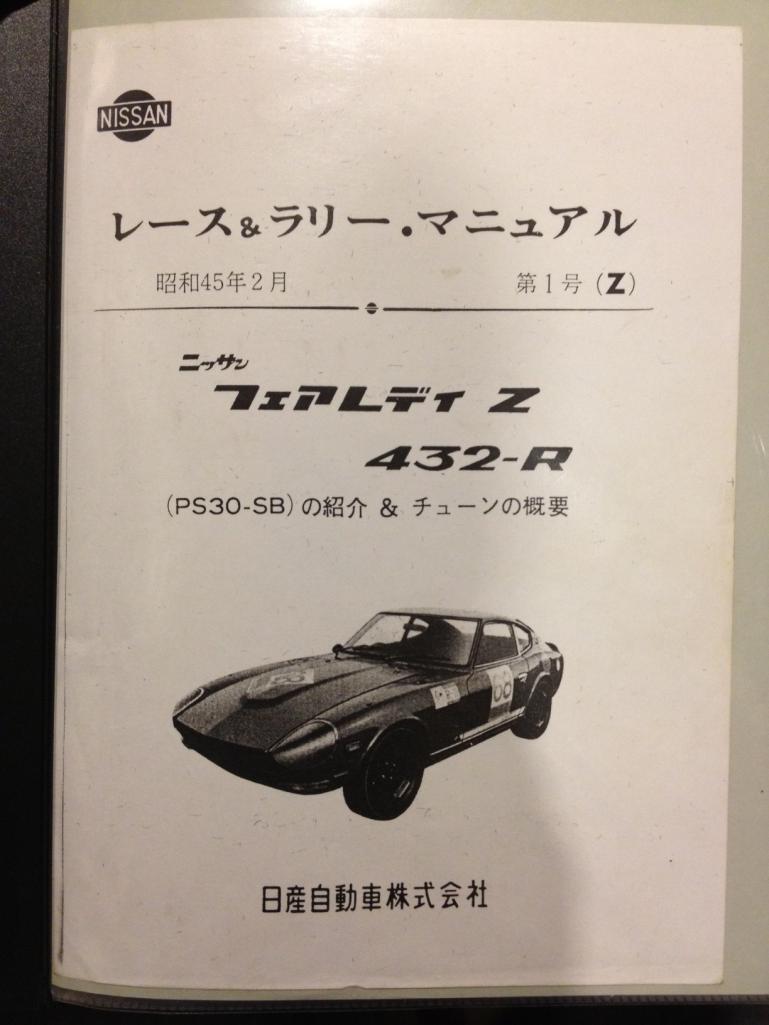 NISSAN
レース&ラリー・マニュアル
昭和45年2月 第1号(Z)
ニッサン
フェアレディ Z
432-R
(PS30-SB)の紹介 & チューンの概要
68
日産自動車株式会社